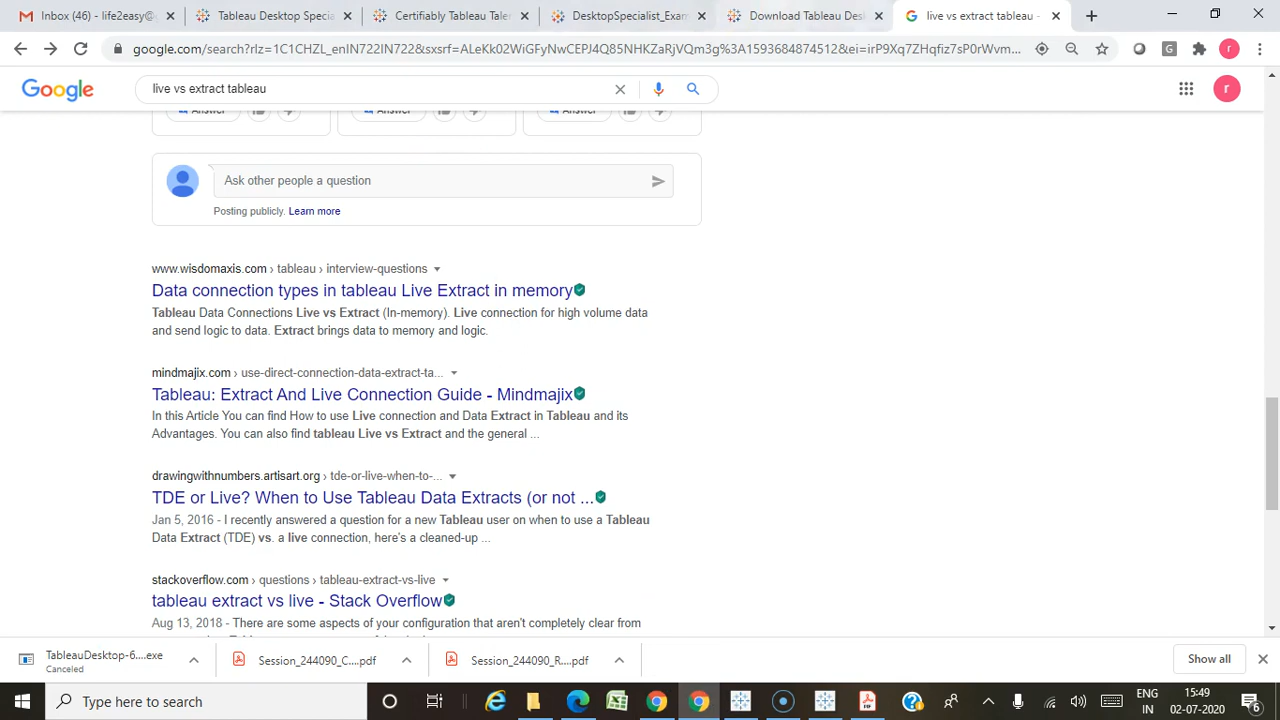 Inbox (46) - life2easy@g
Tableau Desktop Specia
Certifiably Tableau Talen
DesktopSpecialist_Exam
Download Tableau Desk
live vs extract tableau -
google.com/search?rlz=1C1CHZL_enIN722IN722&sxsrf=ALeKk02WiGFyNwCEPJ4Q85NHKZaRjVQm3g%3A1593684874512&ei=irP9Xq7ZHqfiz7sP0rWvm...
r
Google
live vs extract tableau
r
Answer
Answer
Answer
Ask other people a question
Posting publicly. Learn more
www.wisdomaxis.com › tableau › interview-questions
Data connection types in tableau Live Extract in memory
Tableau Data Connections Live vs Extract (In-memory). Live connection for high volume data
and send logic to data. Extract brings data to memory and logic.
mindmajix.com › use-direct-connection-data-extract-ta...
Tableau: Extract And Live Connection Guide - Mindmajix
In this Article You can find How to use Live connection and Data Extract in Tableau and its
Advantages. You can also find tableau Live vs Extract and the general ...
drawingwithnumbers.artisart.org › tde-or-live-when-to-...
TDE or Live? When to Use Tableau Data Extracts (or not ...
Jan 5, 2016 - I recently answered a question for a new Tableau user on when to use a Tableau
Data Extract (TDE) vs. a live connection, here's a cleaned-up ...
stackoverflow.com › questions › tableau-extract-vs-live
tableau extract vs live - Stack Overflow
Aug 13, 2018 - There are some aspects of your configuration that aren't completely clear from
TableauDesktop-6....exe
Canceled
Session_244090_C....pdf
Session_244090_R....pdf
Show all
Type here to search
ENG
IN
15:49
02-07-2020
6